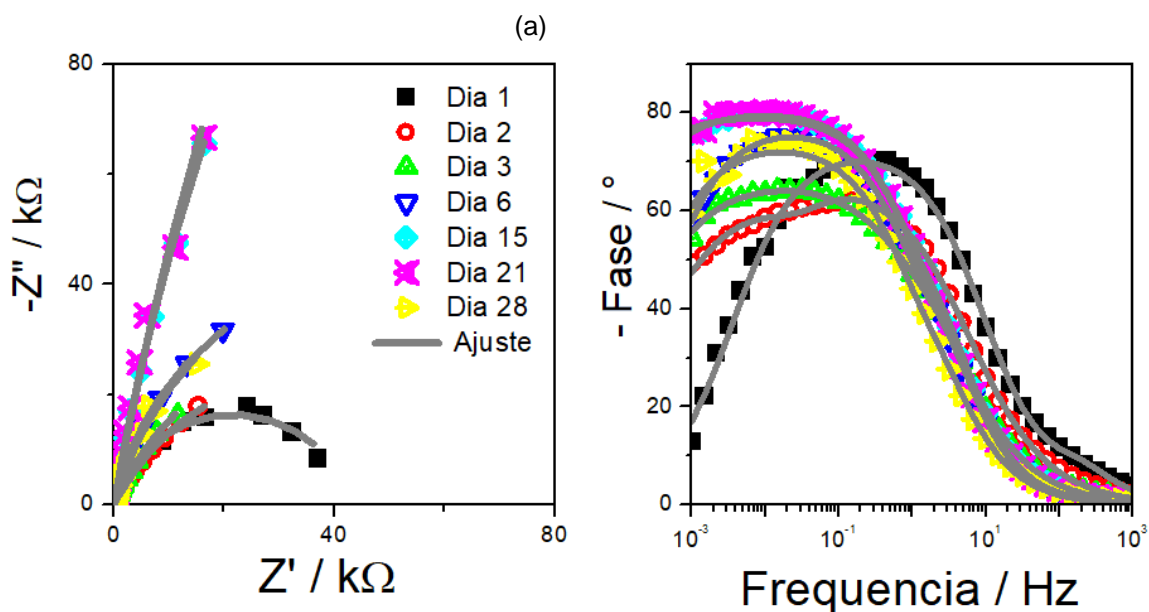 (a)
80
40
0
-Z" / kΩ
0
40
80
Z' / kΩ
Dia 1
Dia 2
Dia 3
Dia 6
Dia 15
Dia 21
Dia 28
Ajuste
80
60
40
20
0
- Fase / °
10⁻³
10⁻¹
10¹
10³
Frequencia / Hz